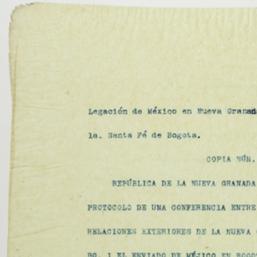 Legación de México en Nueva Granad
la. Santa Fé de Bogota.
COPIA NÚM.
REPÚBLICA DE LA NUEVA GRANADA
PROTOCOLO DE UNA CONFERENCIA ENTRE
RELACIONES EXTERIORES DE LA NUEVA
RO. 1 EL ENVIADO DE MÉXICO EN BOGO